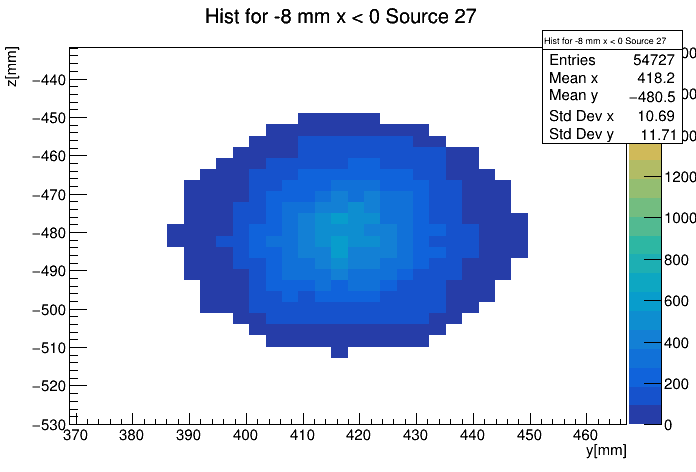 Hist for -8 mm x < 0 Source 27
z[mm]
Hist for -8 mm x < 0 Source 27
Entries 54727
Mean x 418.2
Mean y −480.5
Std Dev x 10.69
Std Dev y 11.71
−440
−450
−460
−470
−480
−490
−500
−510
−520
−530
1200
1000
800
600
400
200
0
370 380 390 400 410 420 430 440 450 460
y[mm]